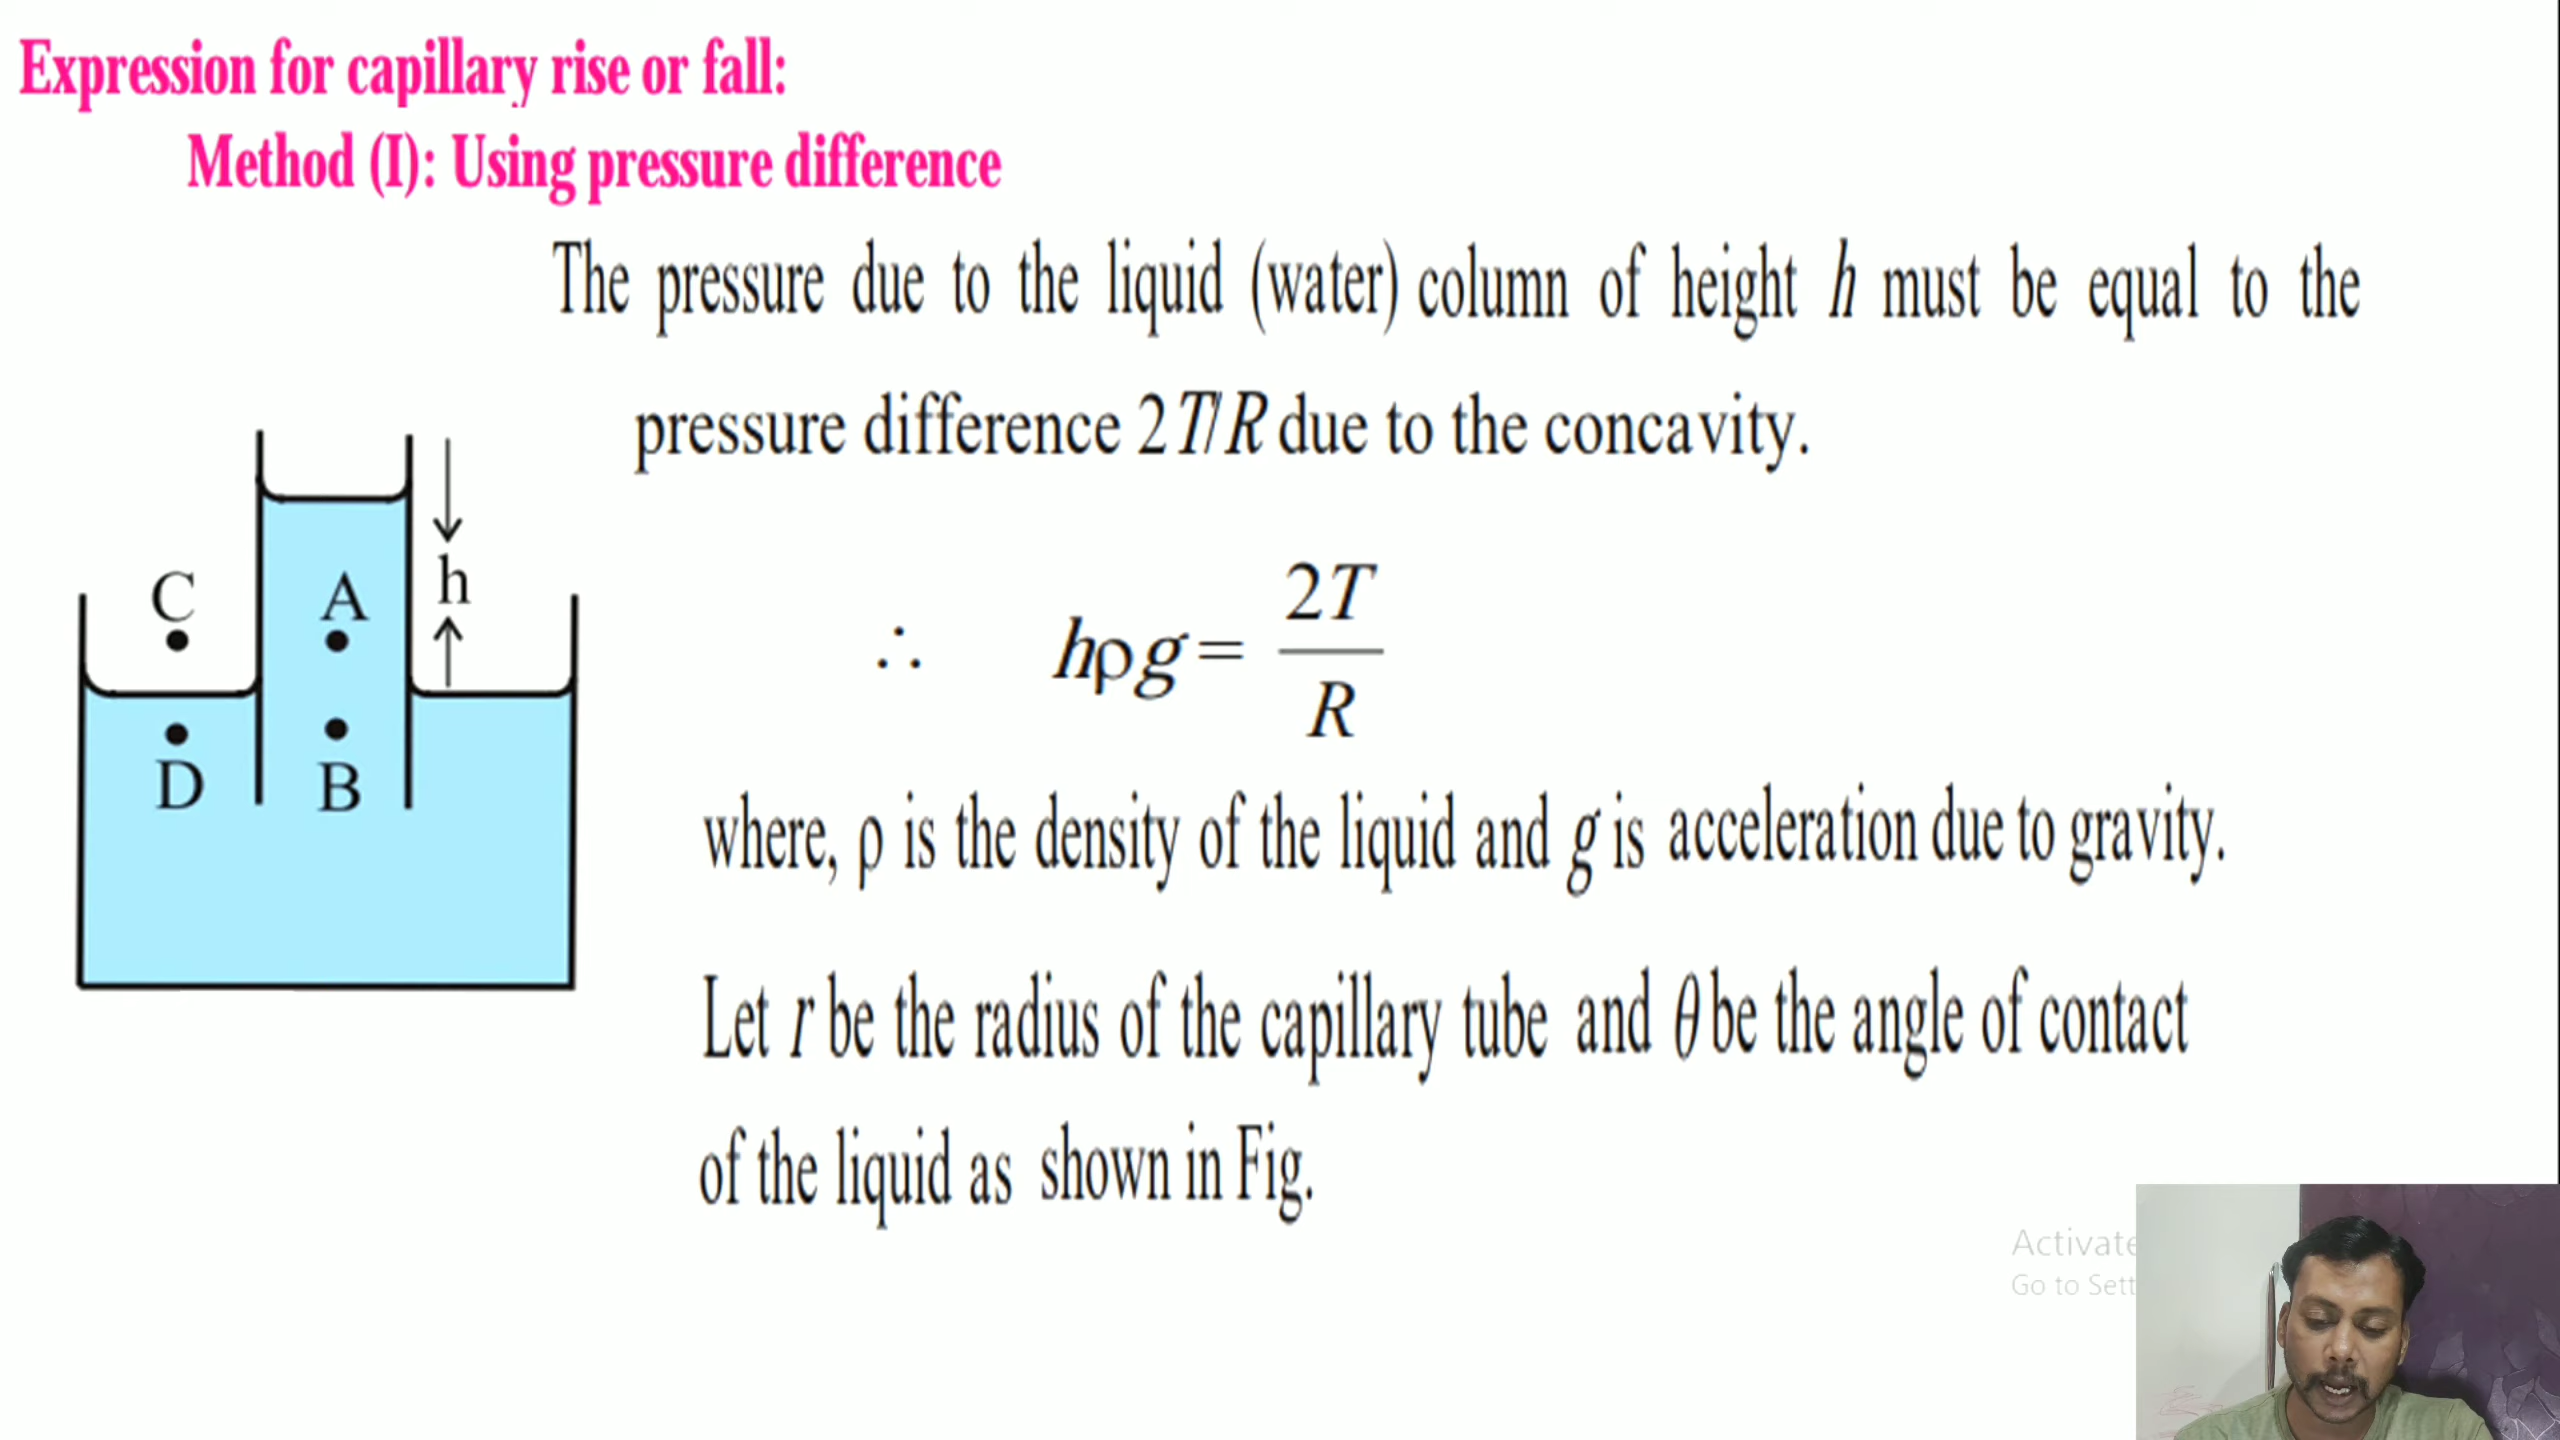 Expression for capillary rise or fall:
Method (I): Using pressure difference
The pressure due to the liquid (water) column of height h must be equal to the
pressure difference 2T/R due to the concavity.
C
A
h
D
B
∴ hρg = 2T/R
where, ρ is the density of the liquid and g is acceleration due to gravity.
Let r be the radius of the capillary tube and θ be the angle of contact
of the liquid as shown in Fig.
Activate
Go to Sett